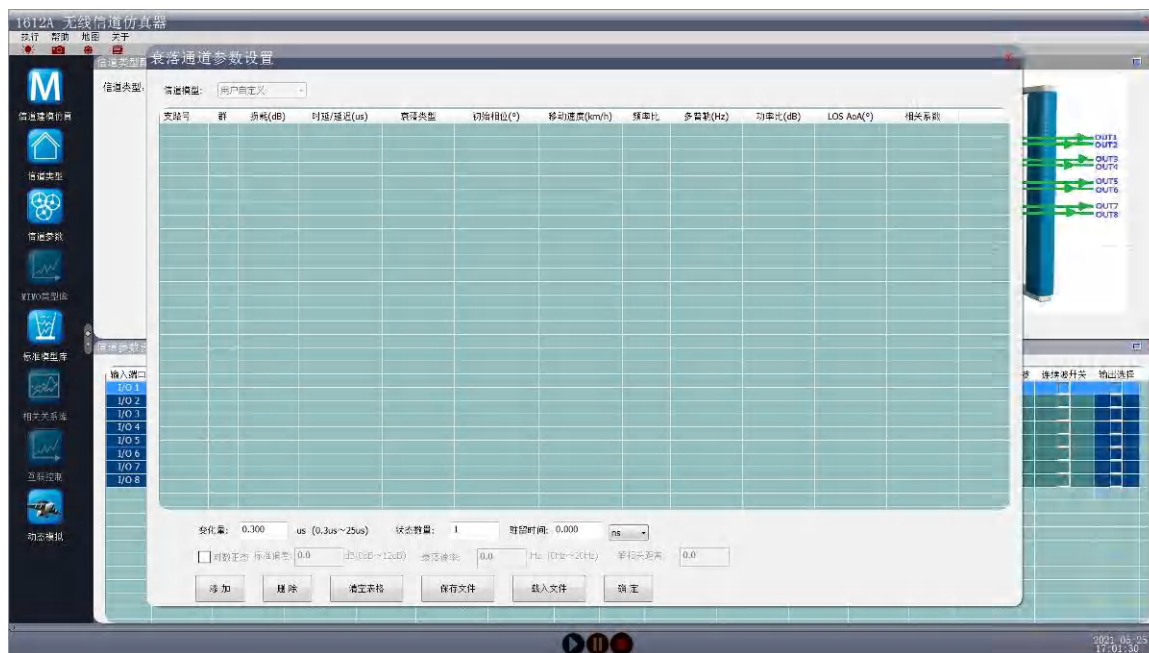 1612A 无线信道仿真器
执行 帮助 地图 关于
衰落通道参数设置
信道类型:
信道模型: 用户自定义
支路号 群 损耗(dB) 时延/延迟(us) 衰落类型 初始相位(°) 移动速度(km/h) 频率比 多普勒(Hz) 功率比(dB) LOS AoA(°) 相关系数
信道建模仿真
信道类型
信道参数
MIMO类型库
标准模型库
相关关系库
互联控制
动态模拟
OUT1
OUT2
OUT3
OUT4
OUT5
OUT6
OUT7
OUT8
输入端口
连续波开关 输出选择
I/O 1
I/O 2
I/O 3
I/O 4
I/O 5
I/O 6
I/O 7
I/O 8
变化量: 0.300 us (0.3us~25us) 状态数量: 1 驻留时间: 0.000 ns
对数正态 标准偏差: 0.0 dB(0dB~12dB) 衰落速率: 0.0 Hz (0Hz~20Hz) 0.0
添加 删除 清空表格 保存文件 载入文件 确定
2021-05-25
17:01:30